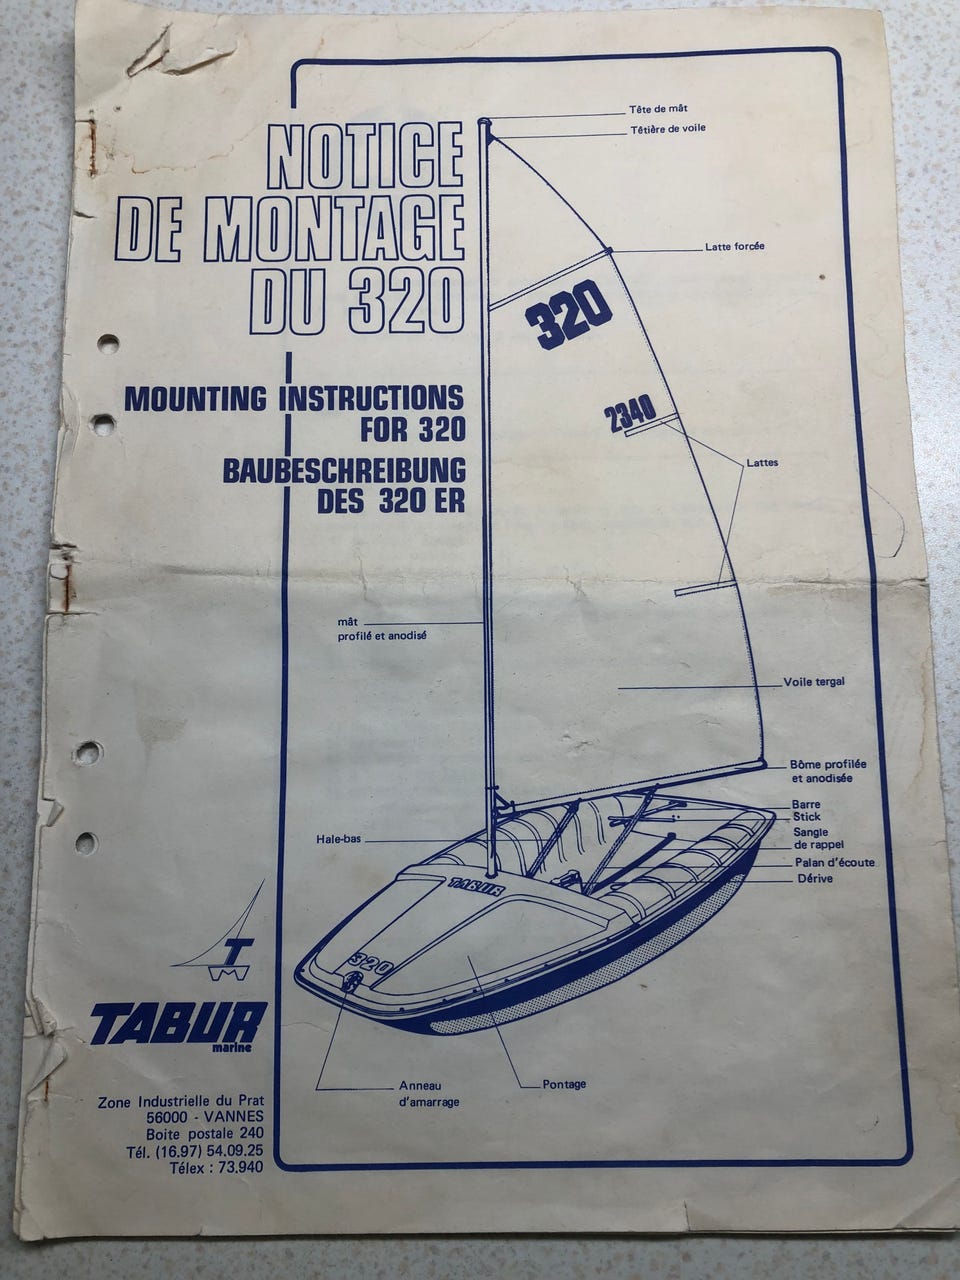 NOTICE
DE MONTAGE
DU 320
MOUNTING INSTRUCTIONS
FOR 320
BAUBESCHREIBUNG
DES 320 ER
Tête de mât
Têtière de voile
Latte forcée
320
2340
Lattes
mât
profilé et anodisé
Voile tergal
Bôme profilée
et anodisée
Barre
Stick
Sangle
de rappel
Palan d'écoute
Dérive
Hale-bas
TABUR
320
Anneau
d'amarrage
Pontage
T
TABUR
marine
Zone Industrielle du Prat
56000 - VANNES
Boite postale 240
Tél. (16.97) 54.09.25
Télex : 73.940